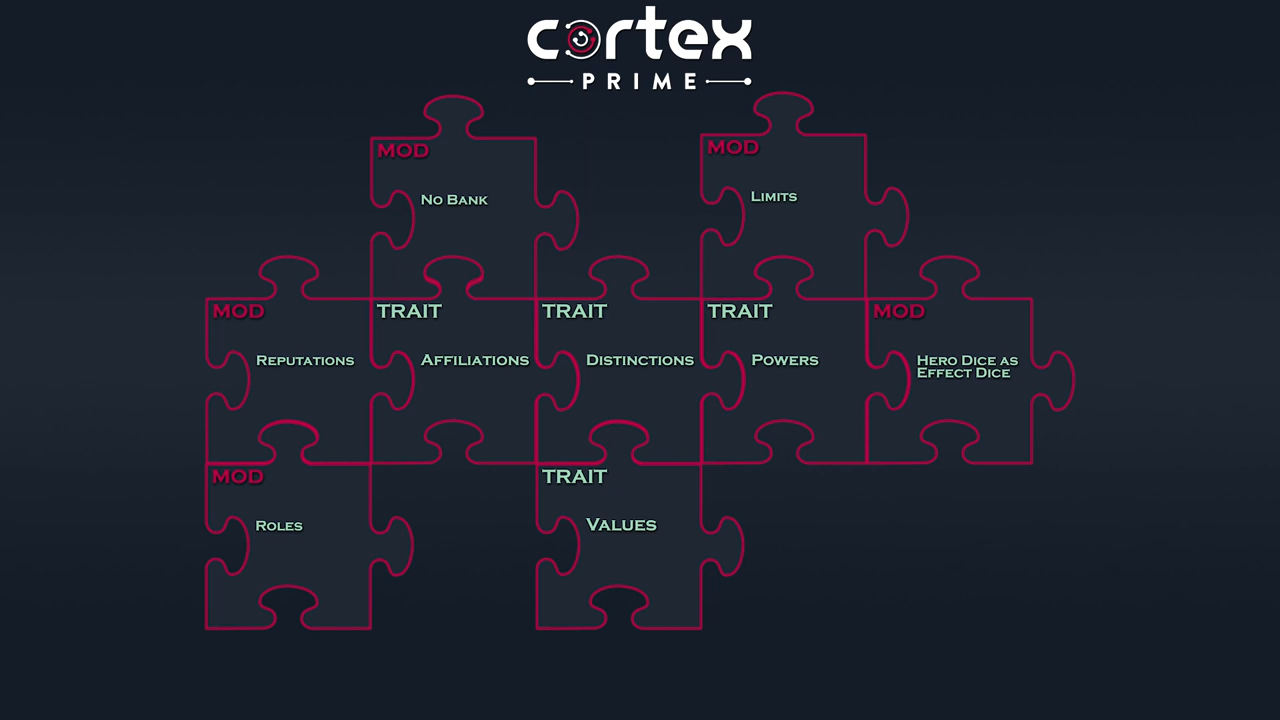 cortex
PRIME
MOD
No Bank
MOD
Limits
MOD
Reputations
TRAIT
Affiliations
TRAIT
Distinctions
TRAIT
Powers
MOD
Hero Dice as
Effect Dice
MOD
Roles
TRAIT
Values